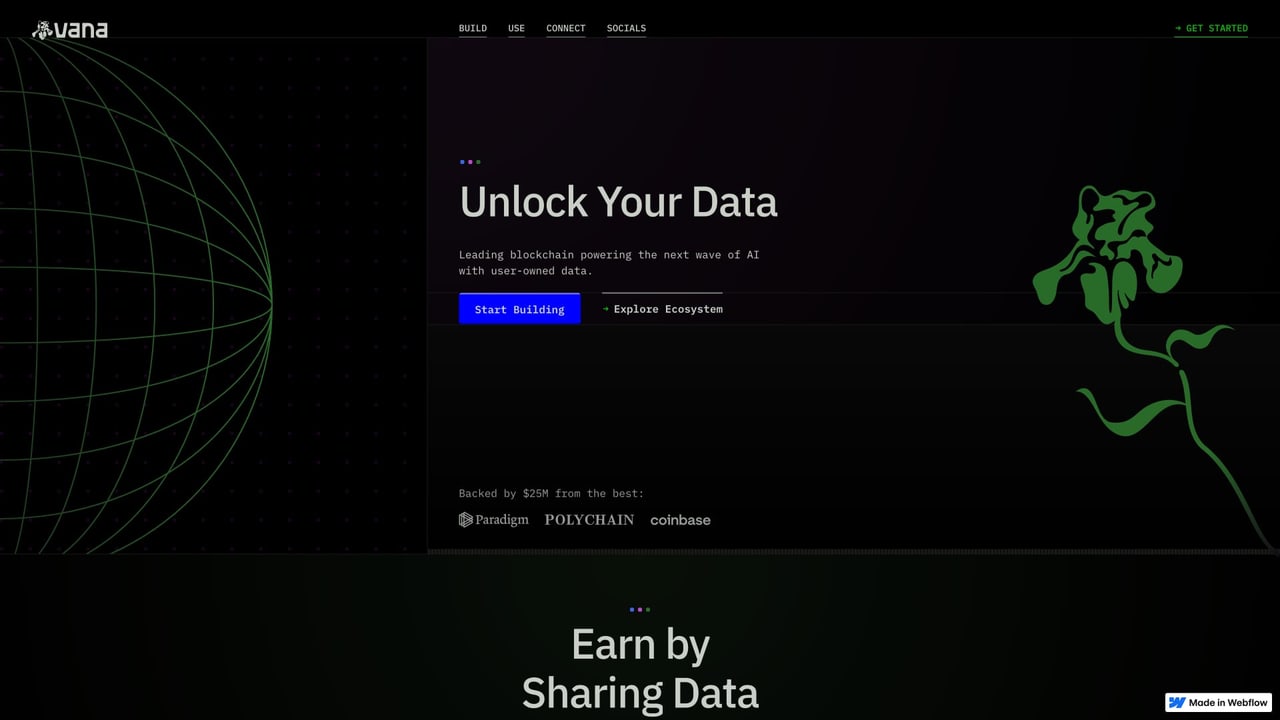 vana
BUILD USE CONNECT SOCIALS
→ GET STARTED
Unlock Your Data
Leading blockchain powering the next wave of AI
with user-owned data.
Start Building
→ Explore Ecosystem
Backed by $25M from the best:
Paradigm POLYCHAIN coinbase
Earn by
Sharing Data
Made in Webflow